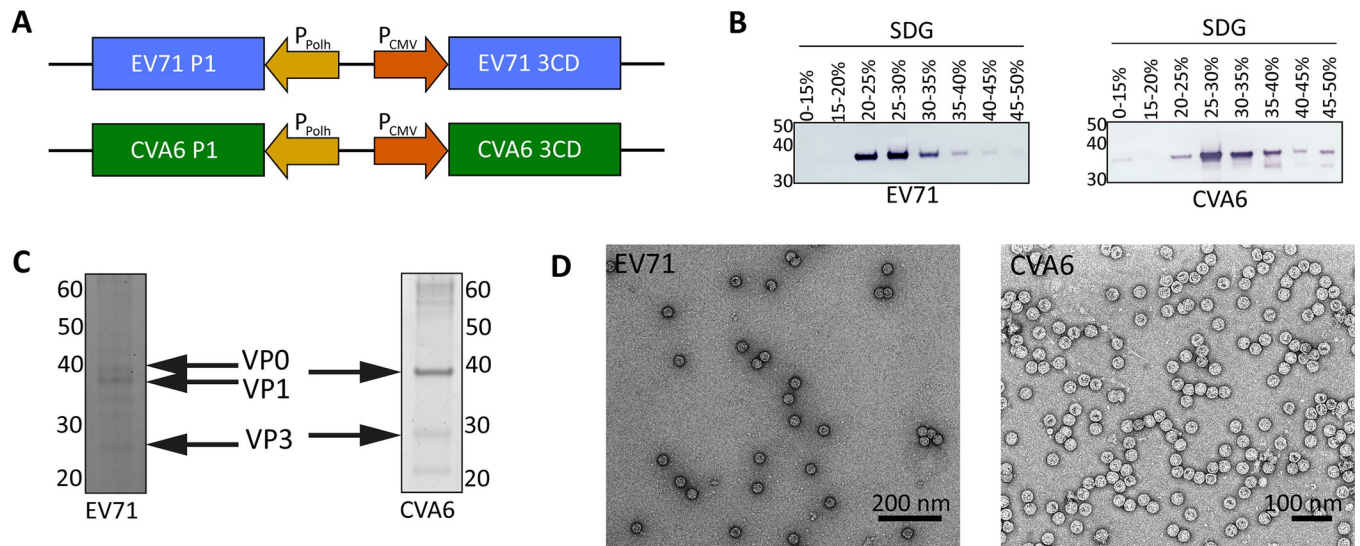 A
P_Polh P_CMV
EV71 P1 EV71 3CD
P_Polh P_CMV
CVA6 P1 CVA6 3CD
B
SDG
0-15% 15-20% 20-25% 25-30% 30-35% 35-40% 40-45% 45-50%
50
40
30
EV71
SDG
0-15% 15-20% 20-25% 25-30% 30-35% 35-40% 40-45% 45-50%
50
40
30
CVA6
C
60 60
50 50
VP0
40 40
VP1
30 30
VP3
20 20
EV71 CVA6
D
EV71
200 nm
CVA6
100 nm